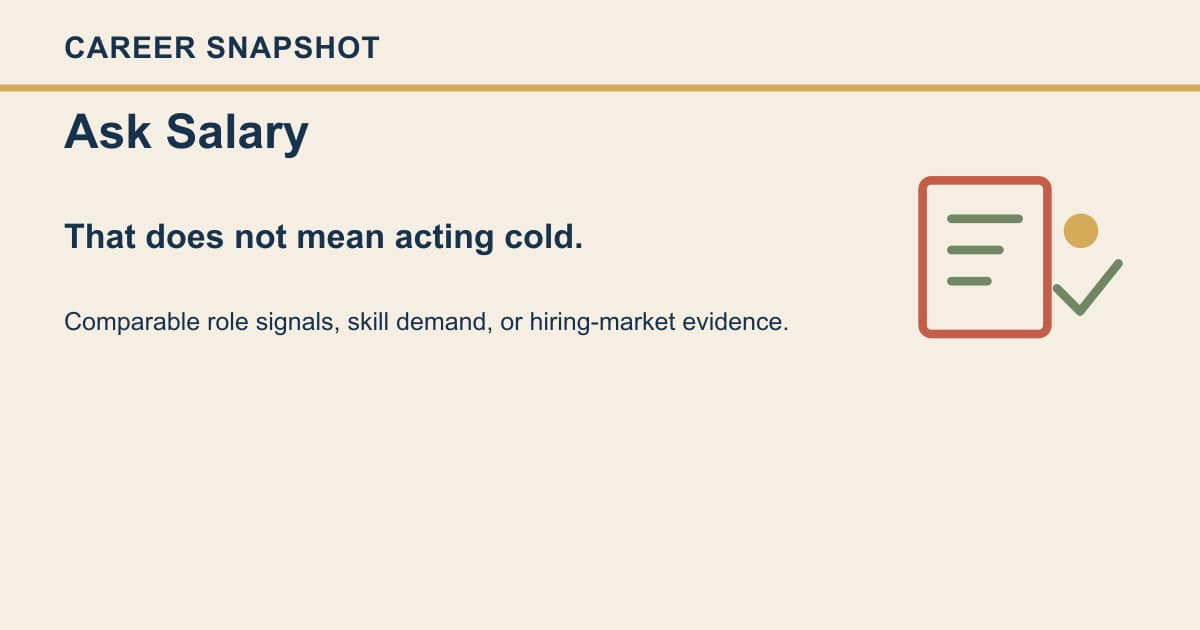 CAREER SNAPSHOT
Ask Salary
That does not mean acting cold.
Comparable role signals, skill demand, or hiring-market evidence.